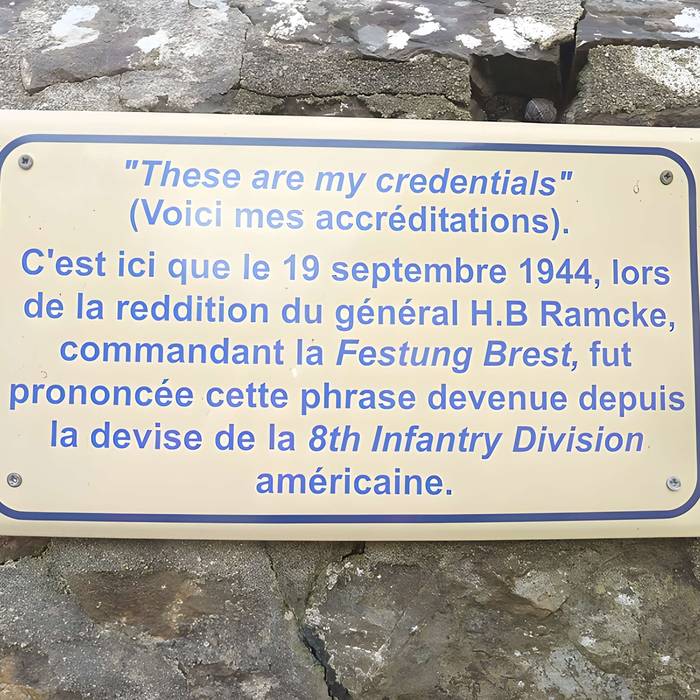 "These are my credentials"
(Voici mes accréditations).
C'est ici que le 19 septembre 1944, lors
de la reddition du général H.B Ramcke,
commandant la Festung Brest, fut
prononcée cette phrase devenue depuis
la devise de la 8th Infantry Division
américaine.